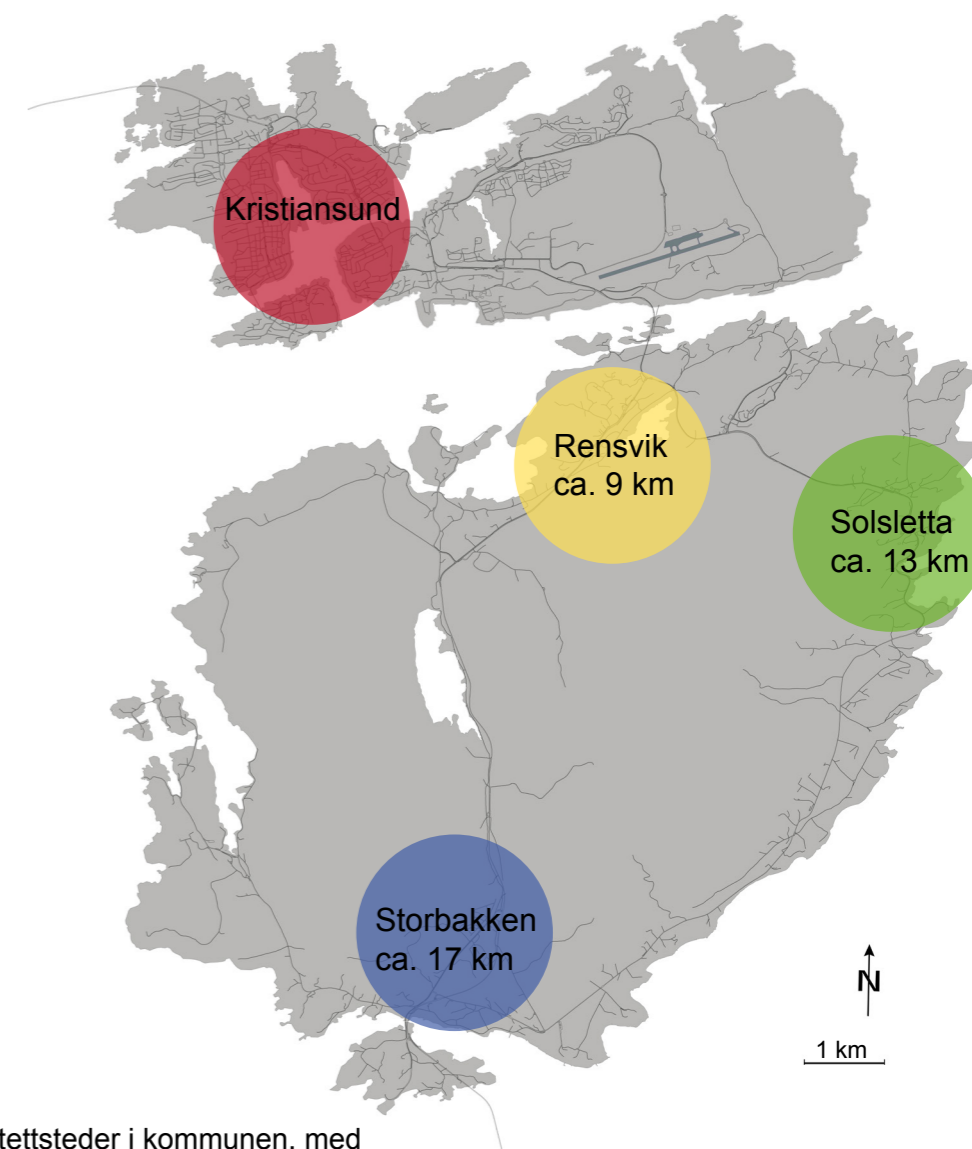 Kristiansund
Rensvik
ca. 9 km
Solsletta
ca. 13 km
Storbakken
ca. 17 km
N
1 km
tettsteder i kommunen, med